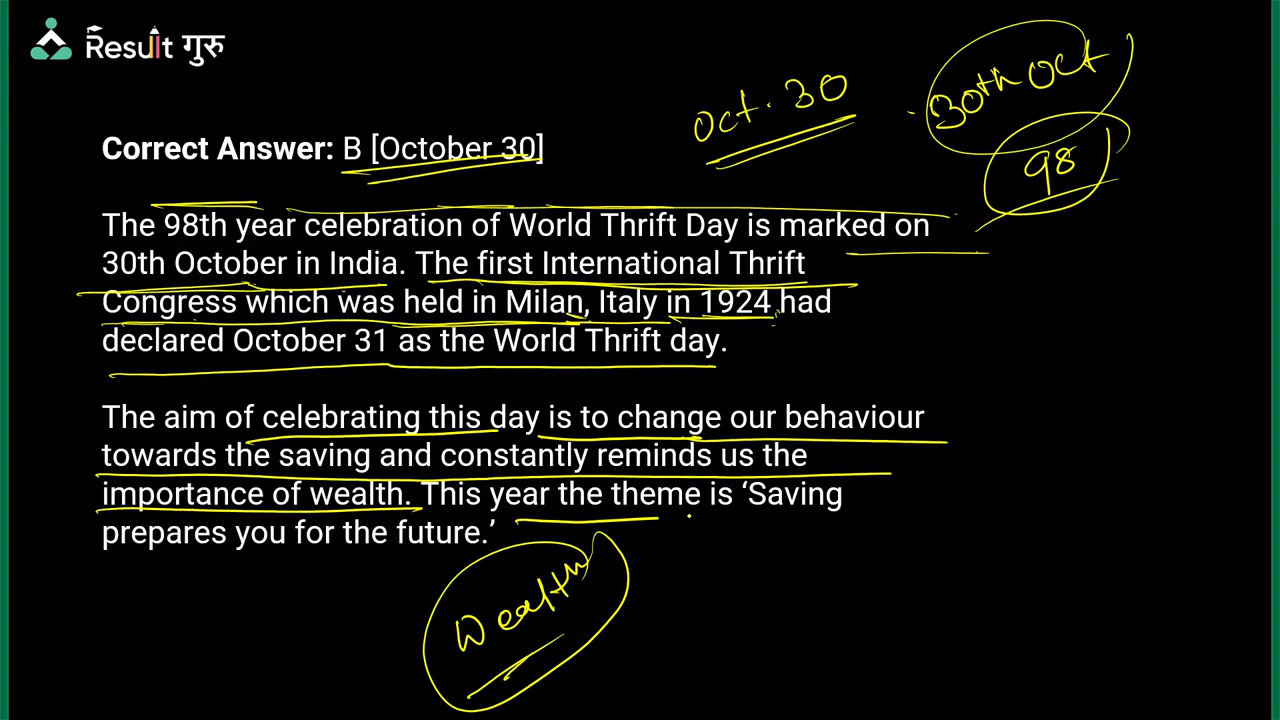 Result गुरु
Oct. 30
30th Oct
98
Correct Answer: B [October 30]
The 98th year celebration of World Thrift Day is marked on
30th October in India. The first International Thrift
Congress which was held in Milan, Italy in 1924 had
declared October 31 as the World Thrift day.
The aim of celebrating this day is to change our behaviour
towards the saving and constantly reminds us the
importance of wealth. This year the theme is ‘Saving
prepares you for the future.’
Wealth